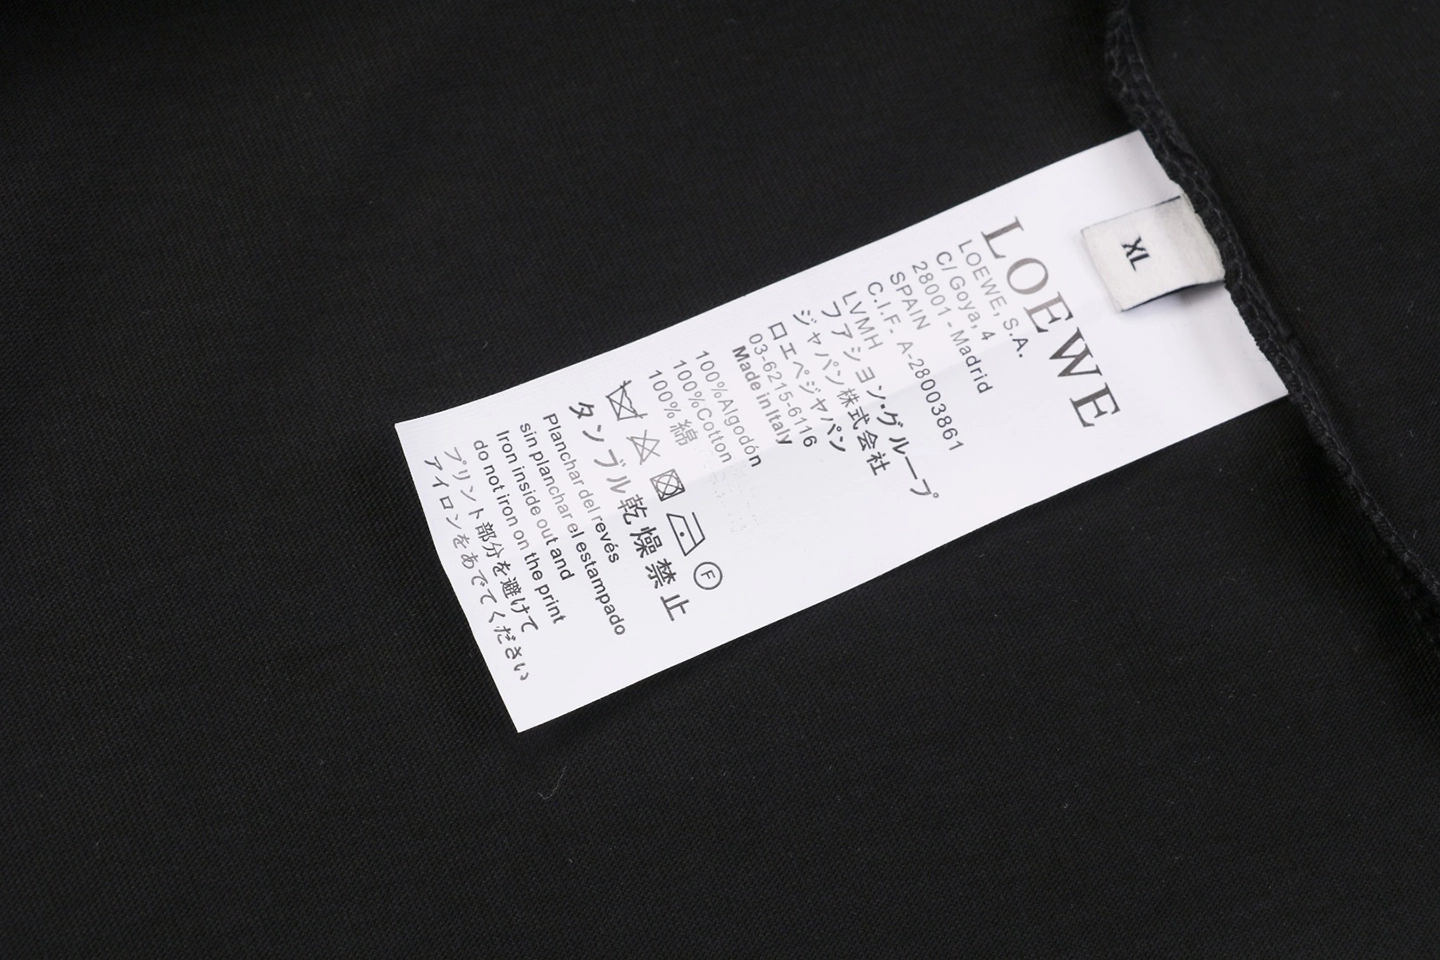 XL
LOEWE
LOEWE, S.A.
C/ Goya, 4
28001 - Madrid
SPAIN
C.I.F- A-28003861
LVMH
ファション・グループ
ジャパン株式会社
ロエベジャパン
03-6215-6116
Made in Italy
100%Algodón
100%Cotton
100% 綿
F
タンブル乾燥禁止
Planchar del revés
sin planchar el estampado
Iron inside out and
do not iron on the print
プリント部分を避けて
アイロンをあでてください